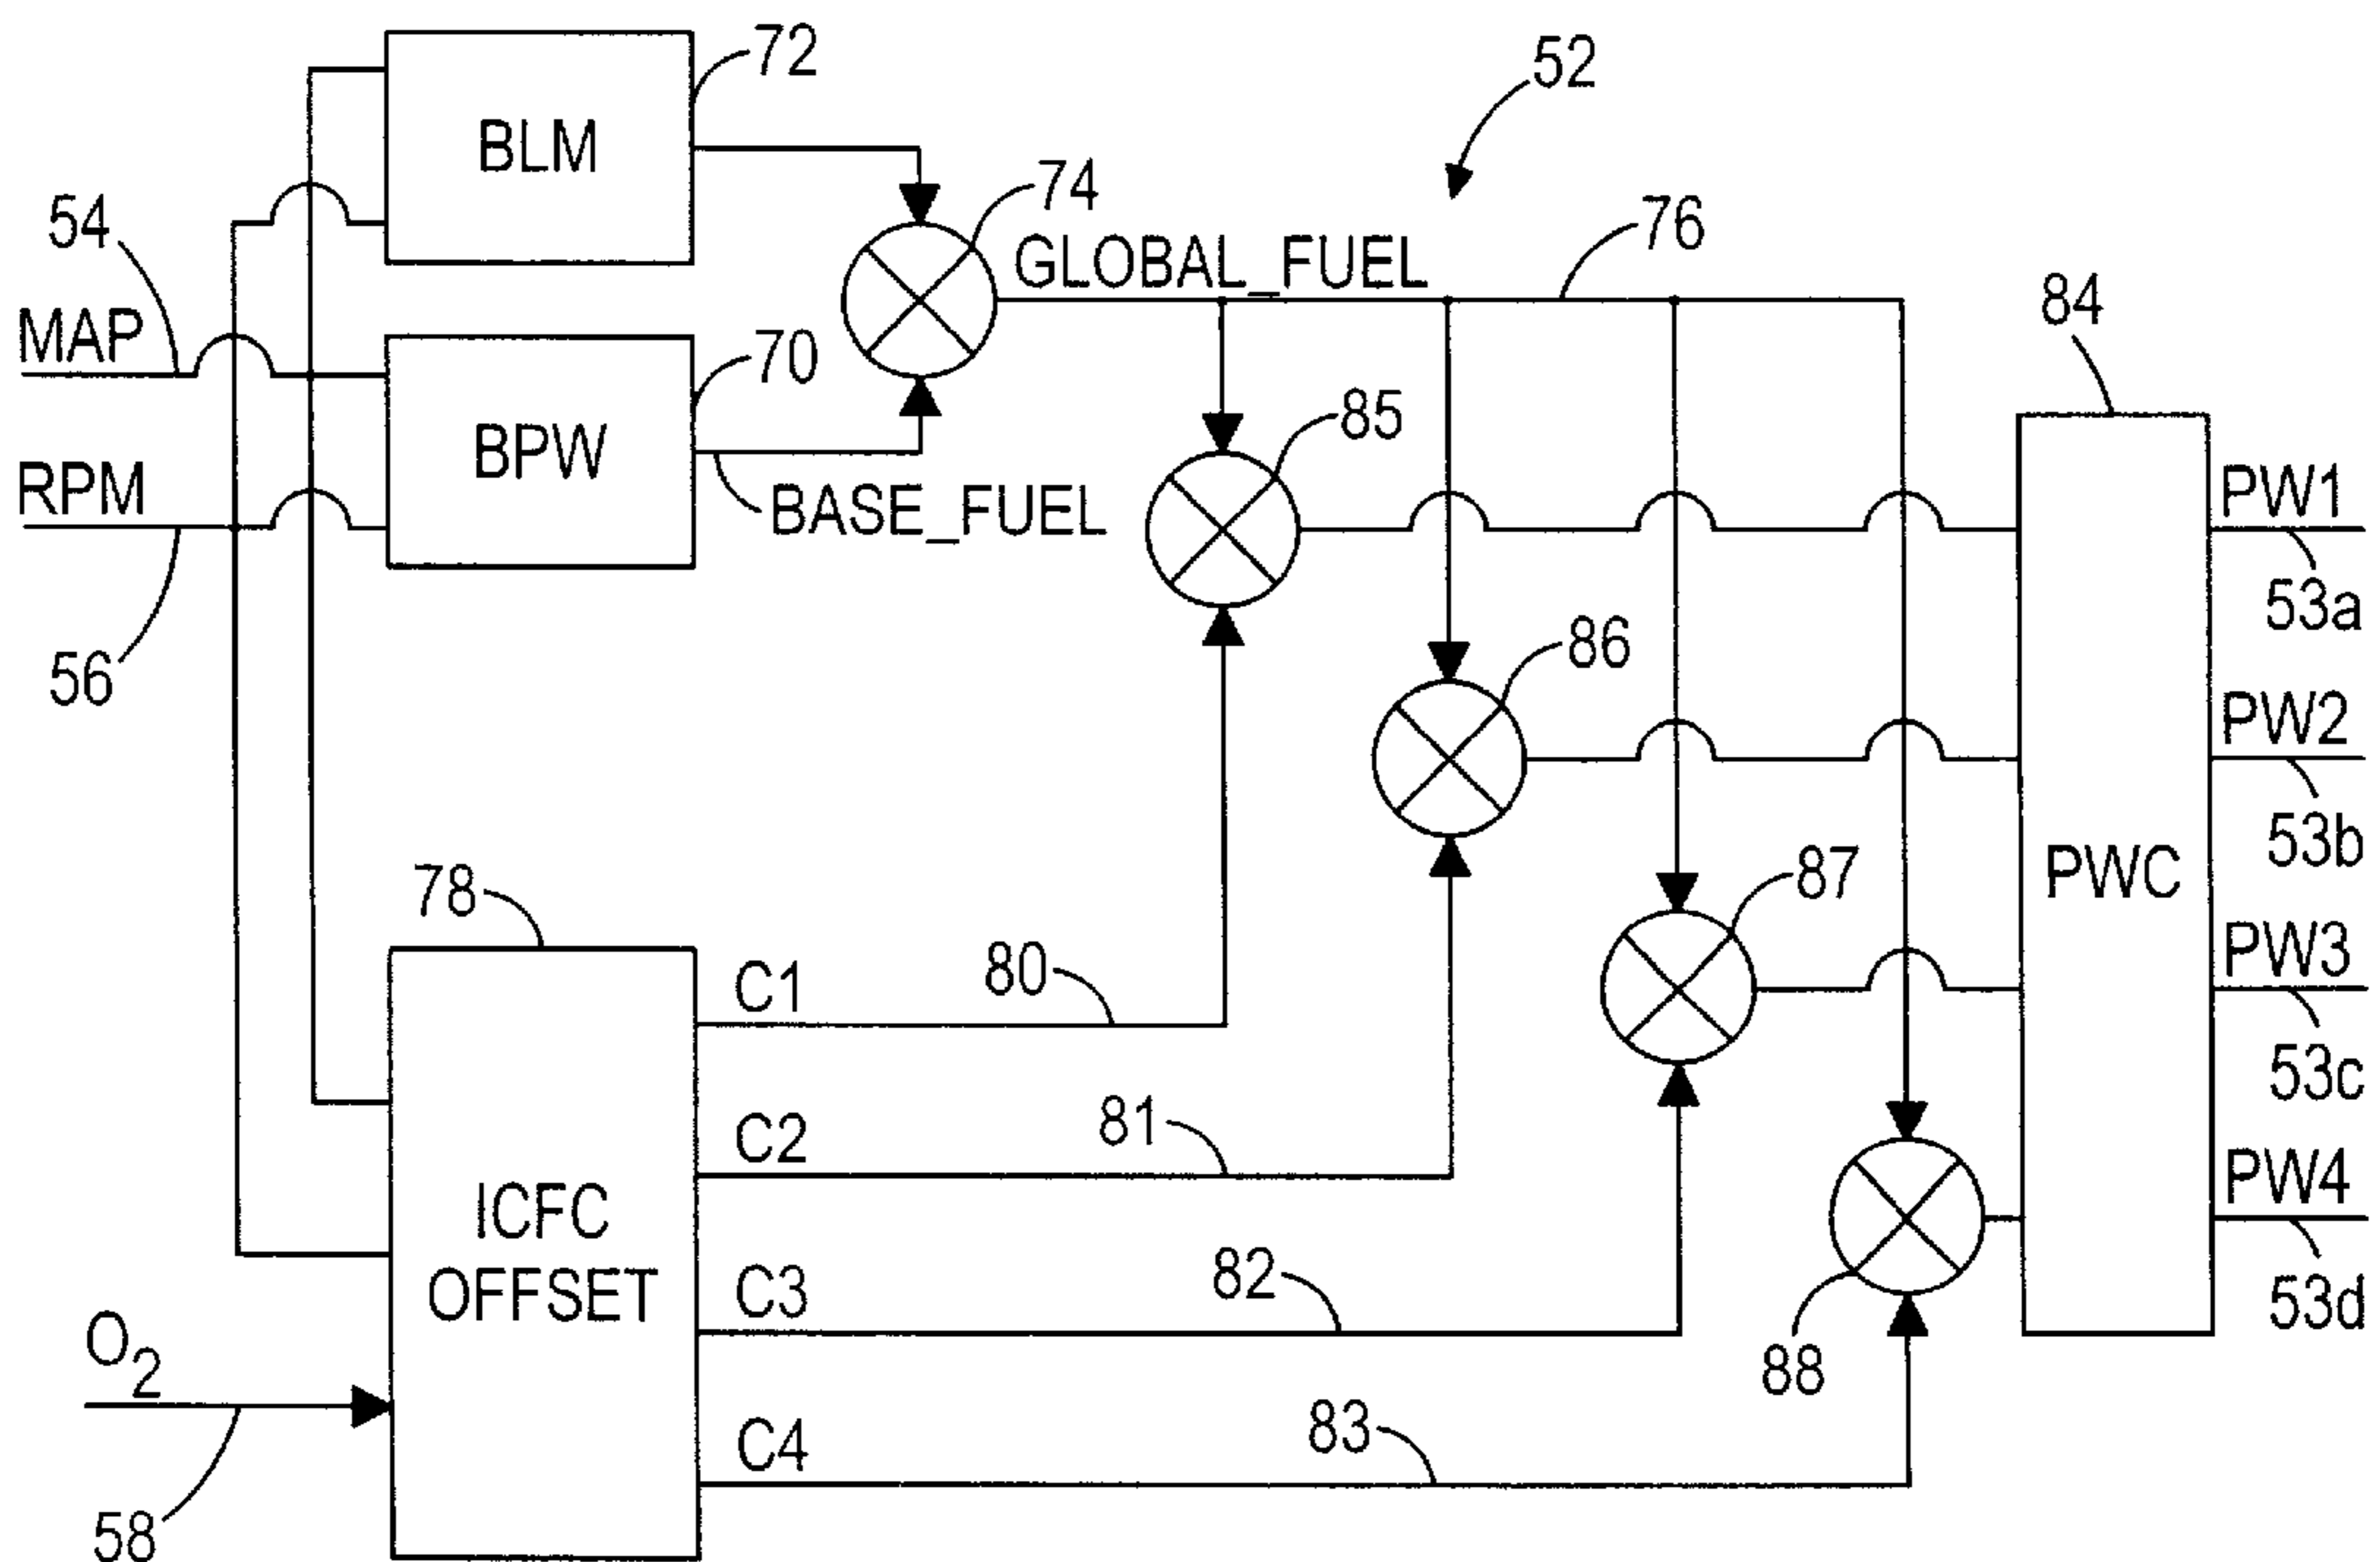 72
52
BLM
74
54
76
GLOBAL_FUEL
84
MAP
70
85
BPW
RPM
PW1
BASE_FUEL
53a
86
56
PW2
53b
87
PWC
78
PW3
C1
80
53c
81
C2
PW4
ICFC
OFFSET
C3
82
53d
O2
88
C4
83
58